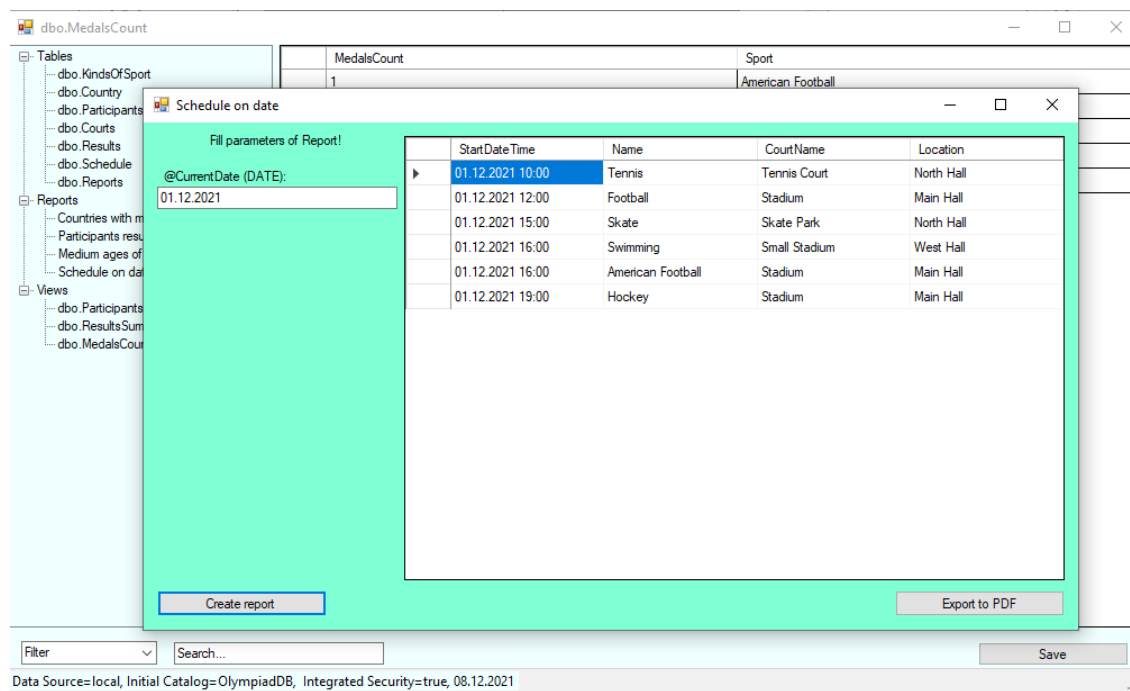 dbo.MedalsCount
Tables
dbo.KindsOfSport
dbo.Country
dbo.Participants
dbo.Courts
dbo.Results
dbo.Schedule
dbo.Reports
Reports
Countries with m
Participants resu
Medium ages of
Schedule on dat
Views
dbo.Participants
dbo.ResultsSum
dbo.MedalsCour
MedalsCount Sport
1 American Football
Schedule on date
Fill parameters of Report!
@CurrentDate (DATE):
01.12.2021
StartDateTime Name CourtName Location
01.12.2021 10:00 Tennis Tennis Court North Hall
01.12.2021 12:00 Football Stadium Main Hall
01.12.2021 15:00 Skate Skate Park North Hall
01.12.2021 16:00 Swimming Small Stadium West Hall
01.12.2021 16:00 American Football Stadium Main Hall
01.12.2021 19:00 Hockey Stadium Main Hall
Create report Export to PDF
Filter Search... Save
Data Source=local, Initial Catalog=OlympiadDB, Integrated Security=true, 08.12.2021